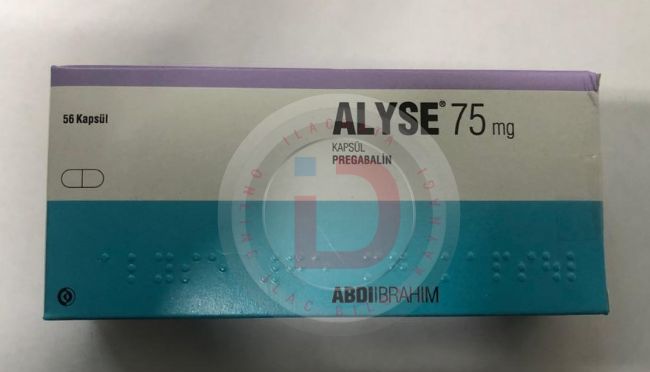 56 Kapsül
ALYSE® 75 mg
KAPSÜL
PREGABALİN
ABDİİBRAHİM